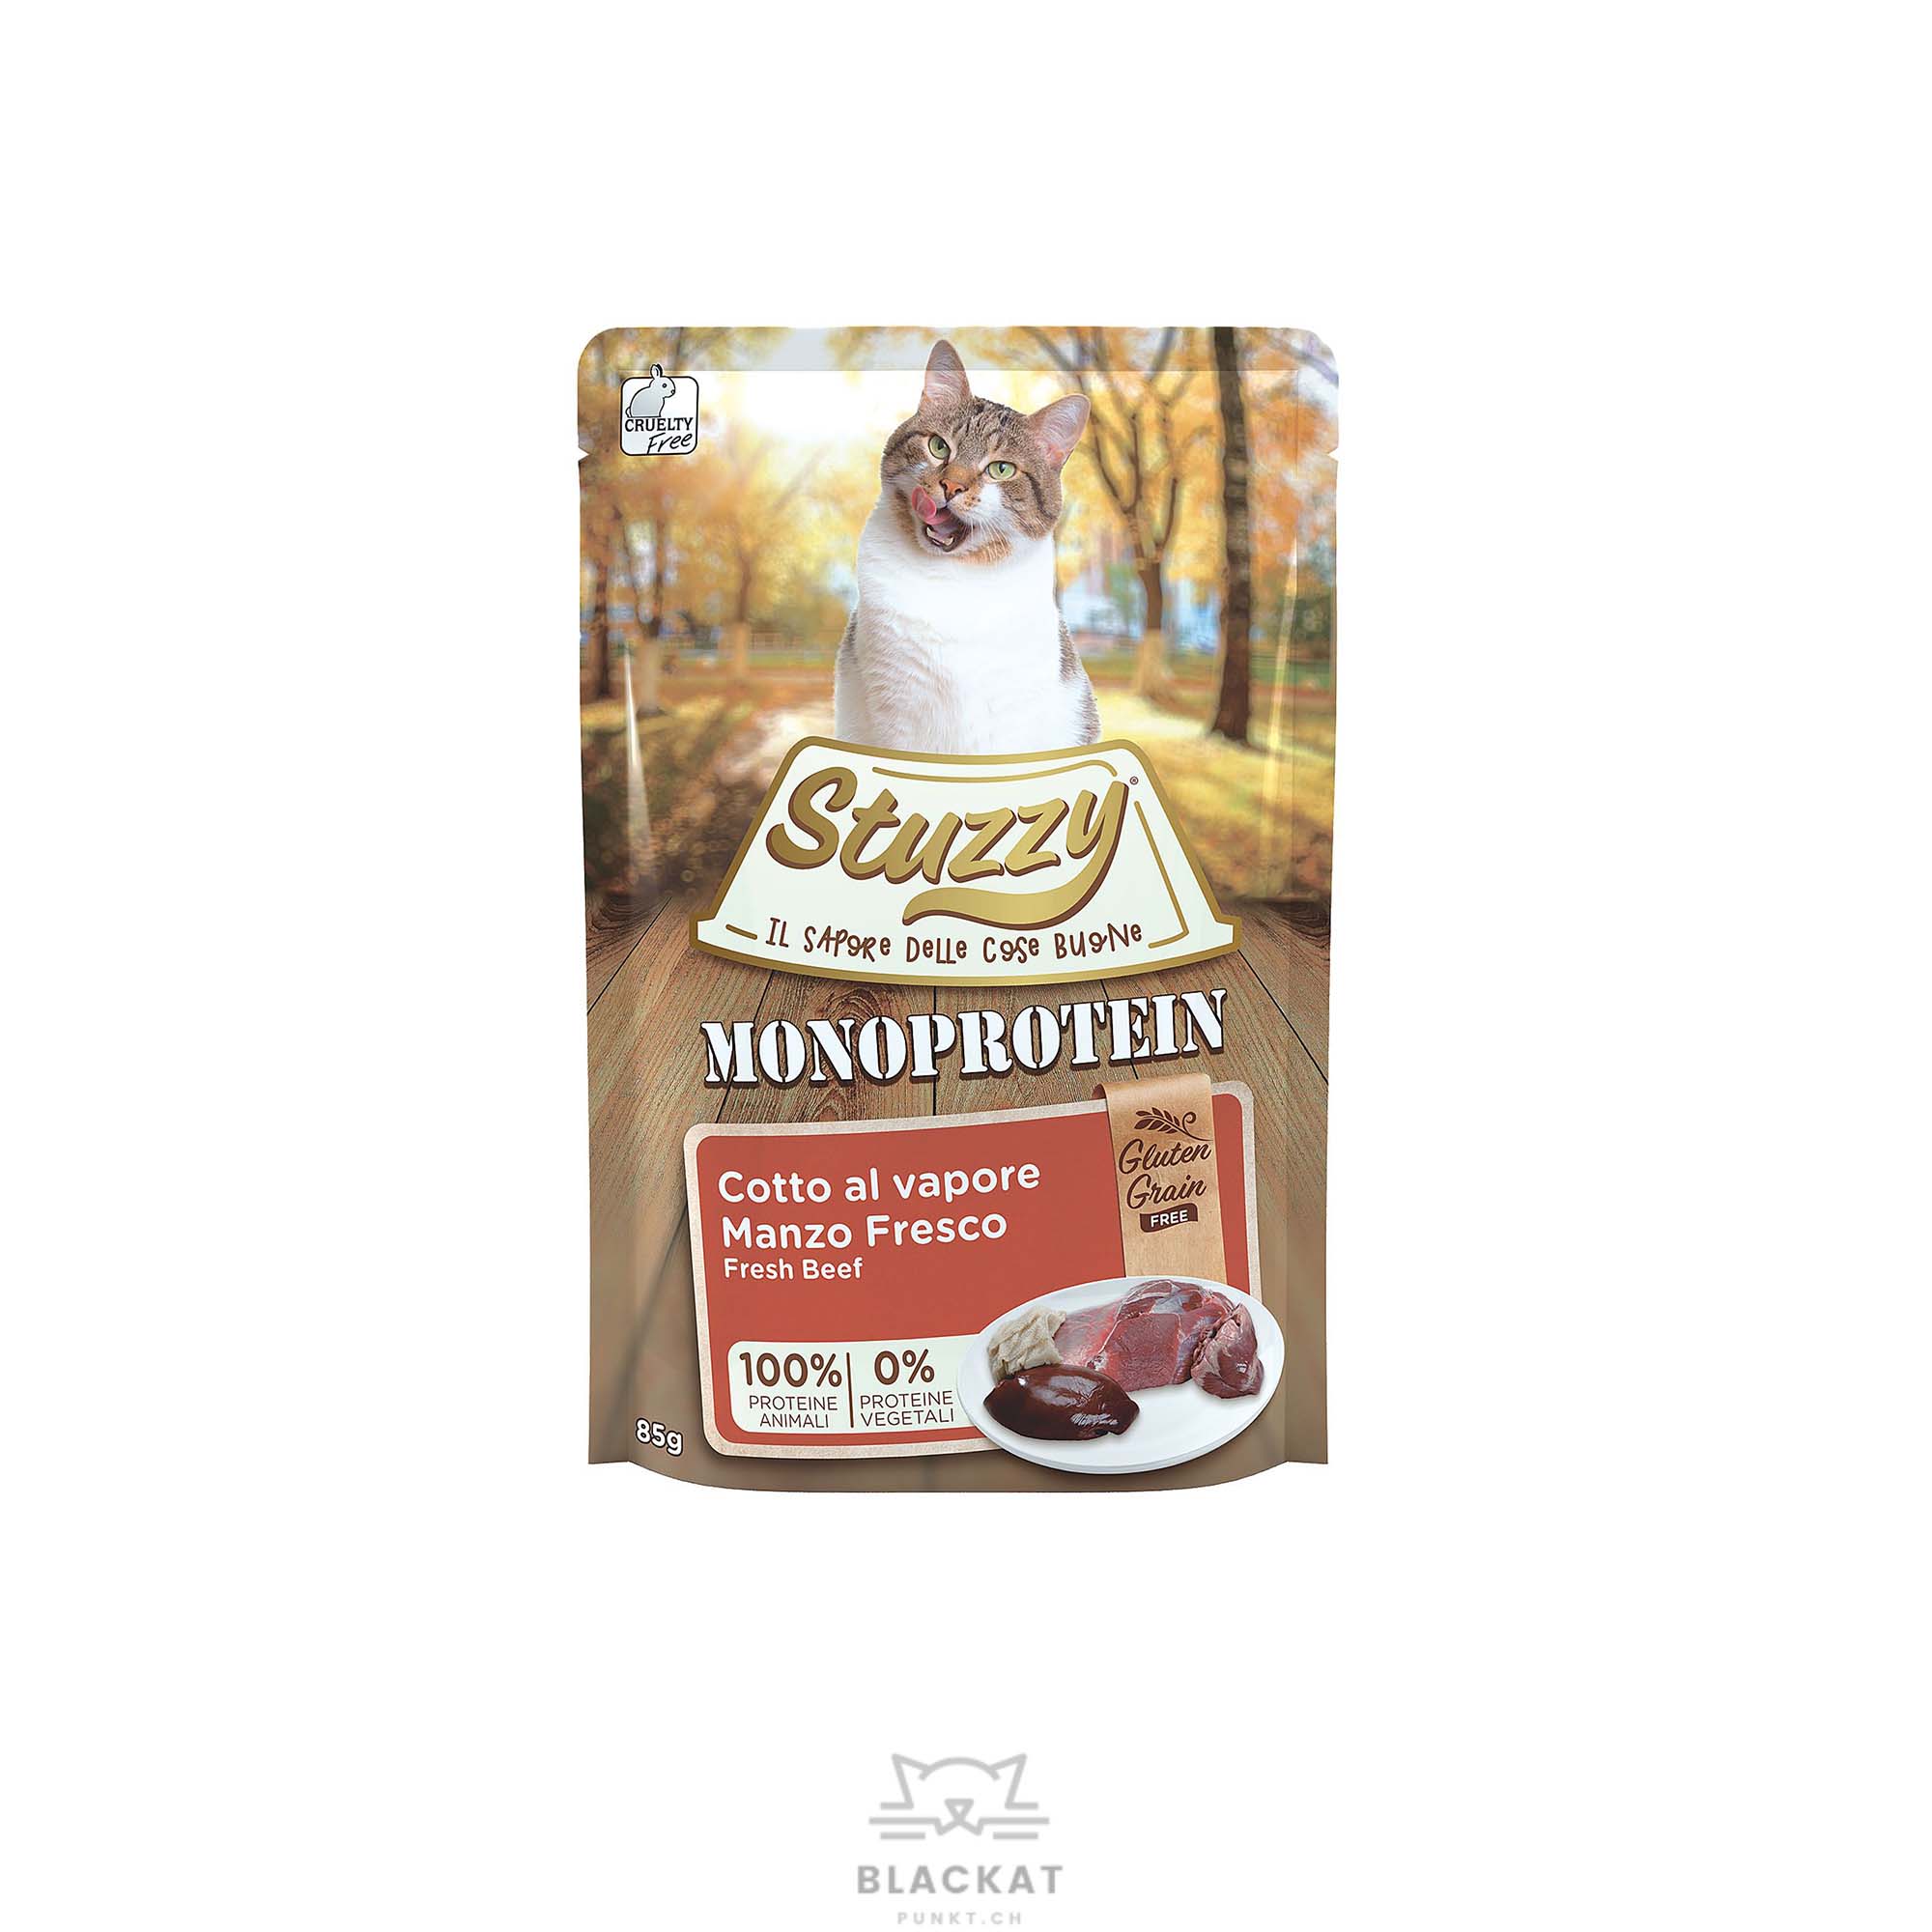 CRUELTY
Free
Stuzzy®
IL SAPORE DELLE COSE BUONE
MONOPROTEIN
Gluten
Grain
FREE
Cotto al vapore
Manzo Fresco
Fresh Beef
100% 0%
PROTEINE PROTEINE
ANIMALI VEGETALI
85g
BLACKAT
PUNKT.CH